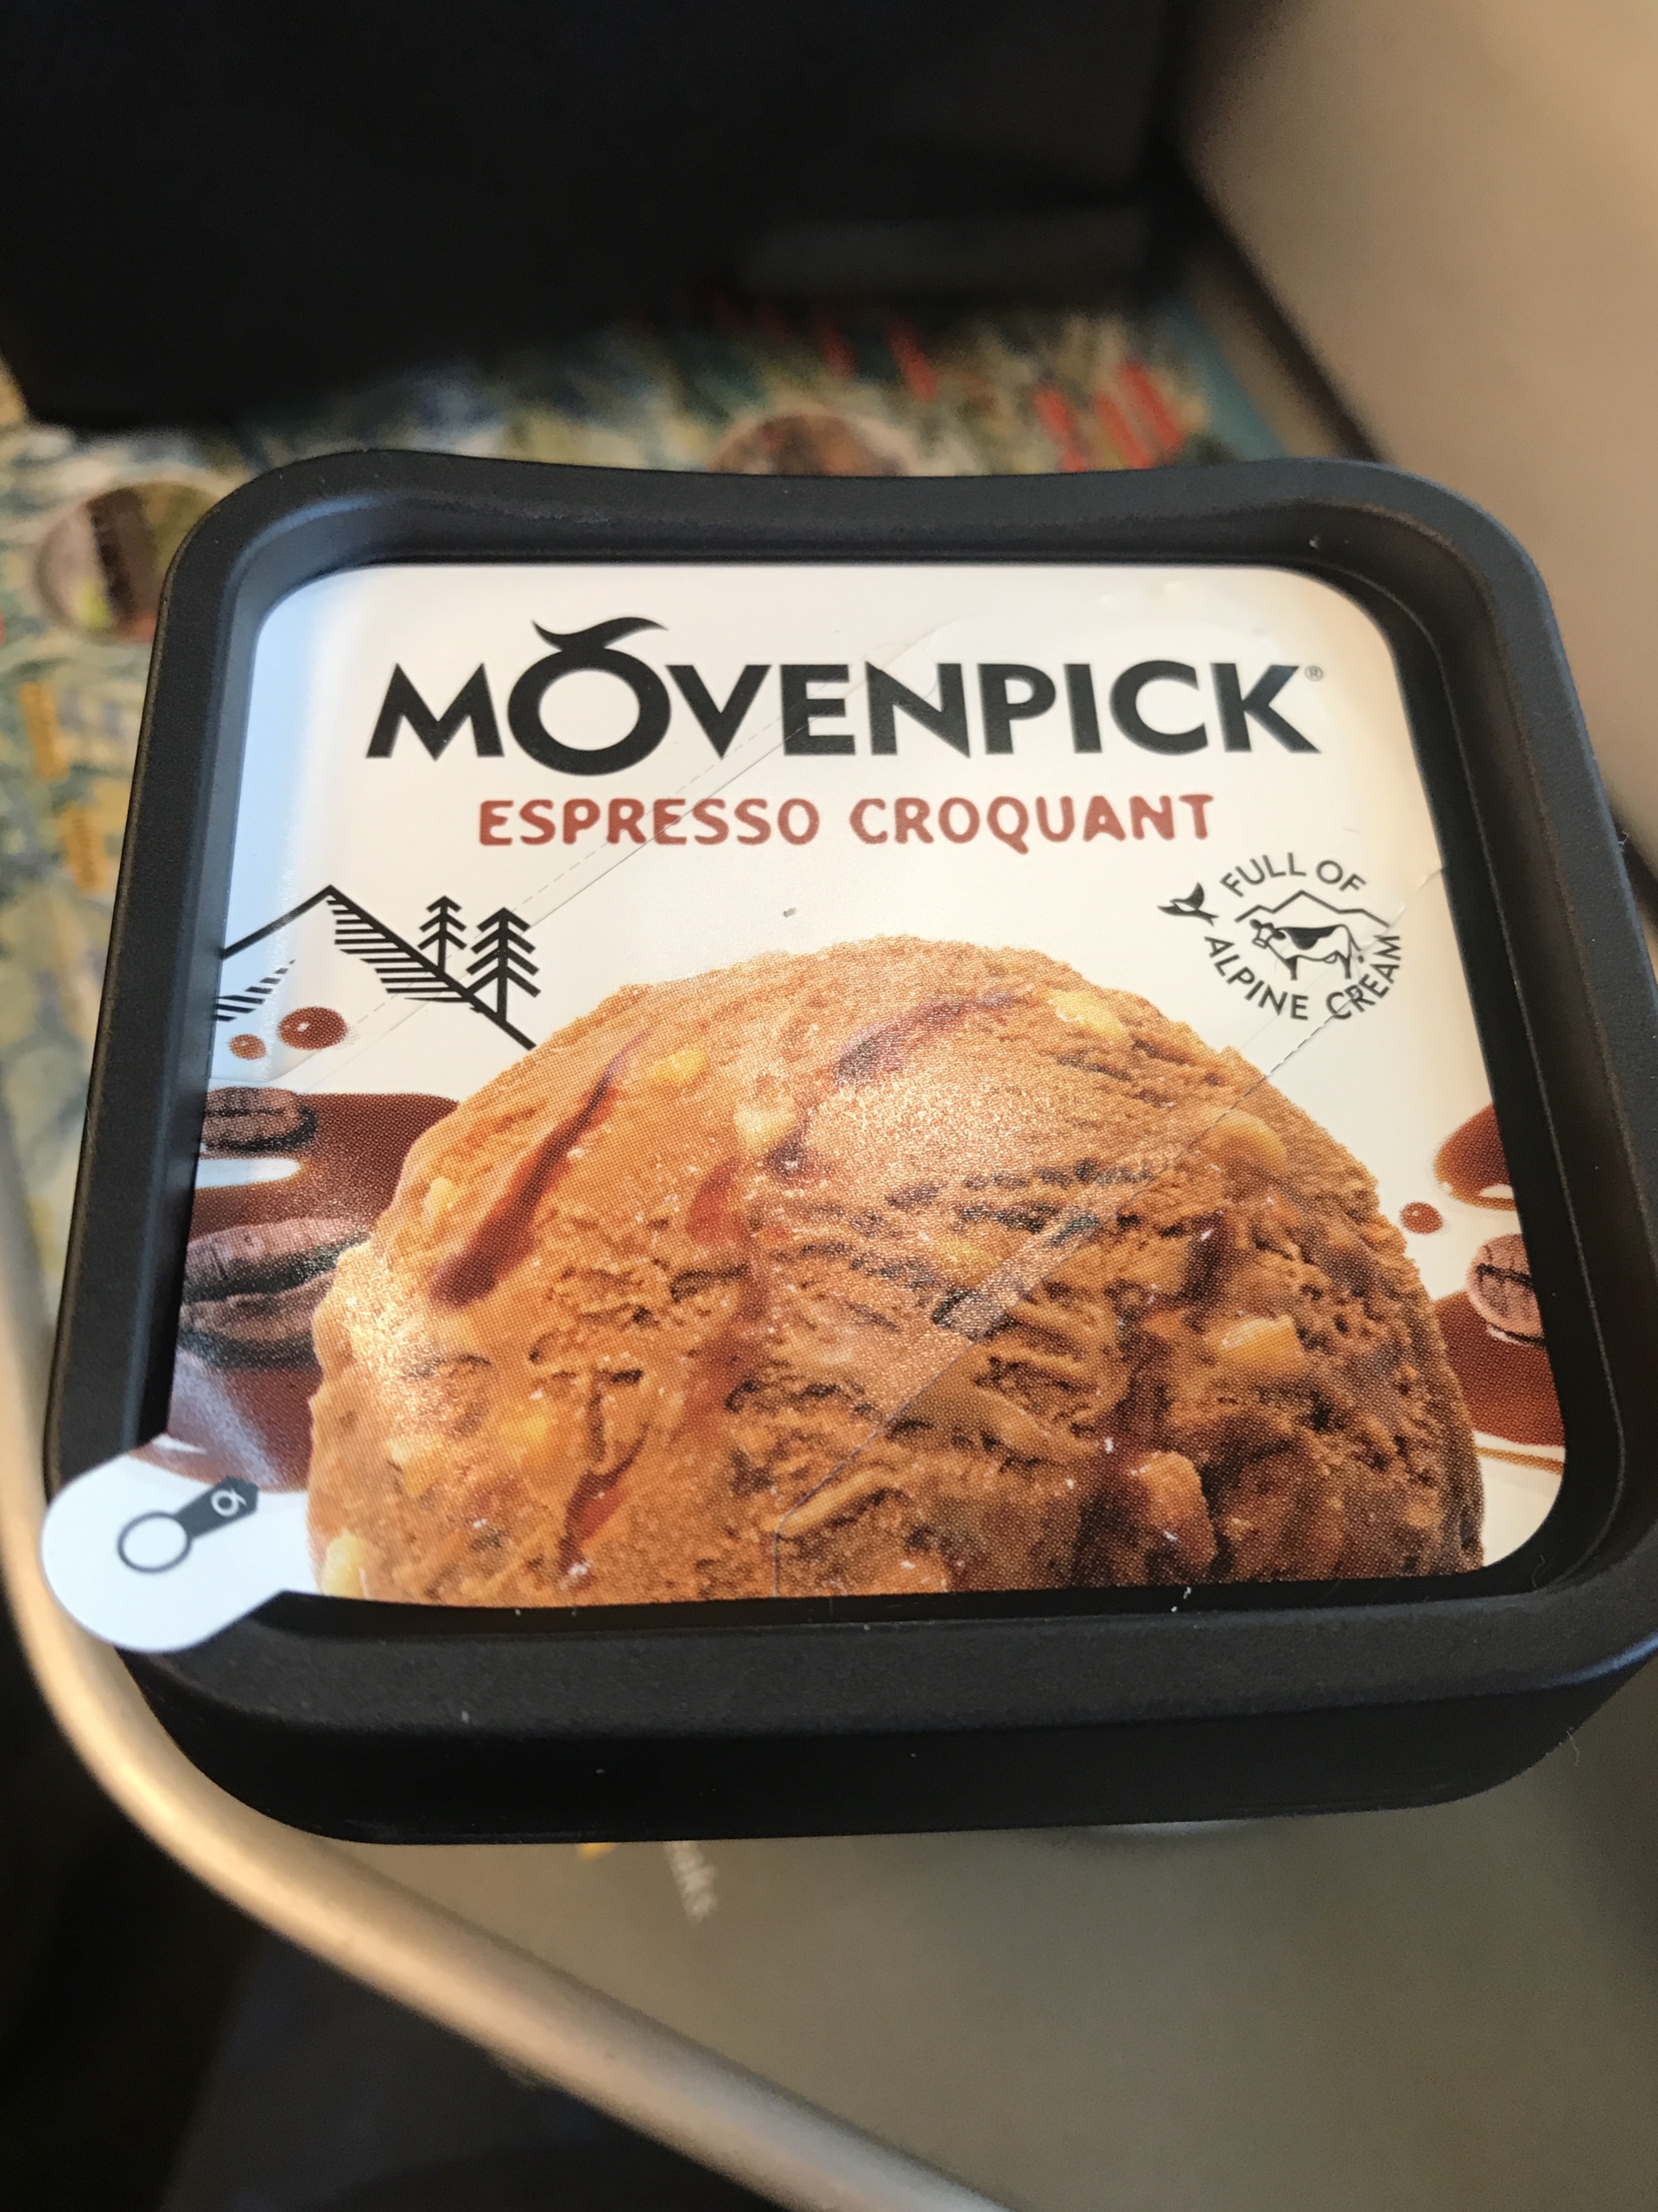 MÖVENPICK®
ESPRESSO CROQUANT
FULL OF
ALPINE CREAM